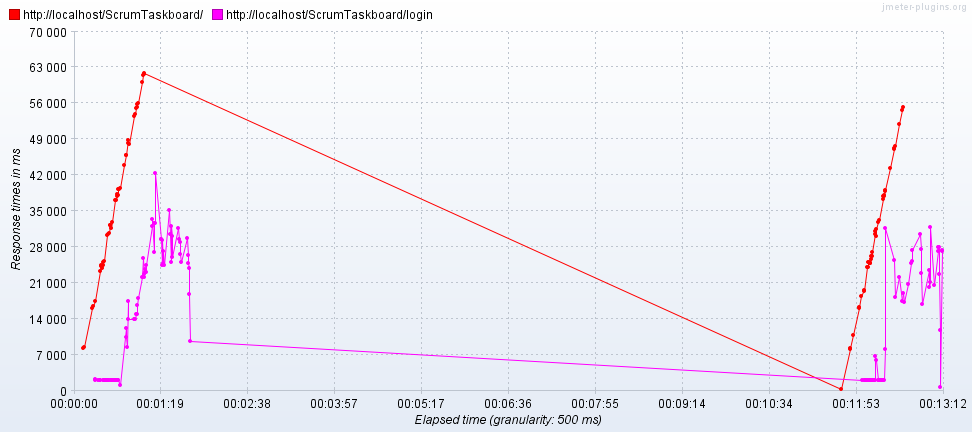 jmeter-plugins.org
http://localhost/ScrumTaskboard/ http://localhost/ScrumTaskboard/login
70 000
63 000
56 000
49 000
42 000
35 000
28 000
21 000
14 000
7 000
0
Response times in ms
00:00:00 00:01:19 00:02:38 00:03:57 00:05:17 00:06:36 00:07:55 00:09:14 00:10:34 00:11:53 00:13:12
Elapsed time (granularity: 500 ms)